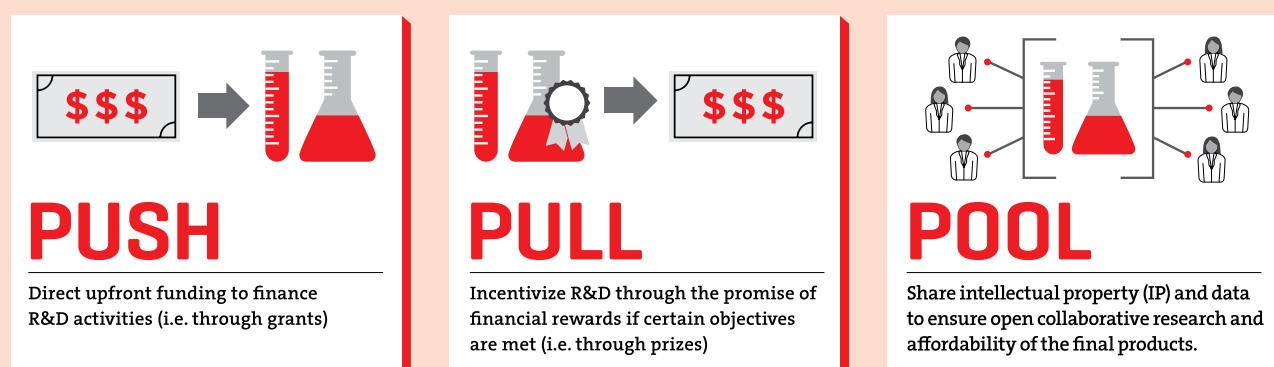 $$$
PUSH
Direct upfront funding to finance
R&D activities (i.e. through grants)
$$$
PULL
Incentivize R&D through the promise of
financial rewards if certain objectives
are met (i.e. through prizes)
POOL
Share intellectual property (IP) and data
to ensure open collaborative research and
affordability of the final products.